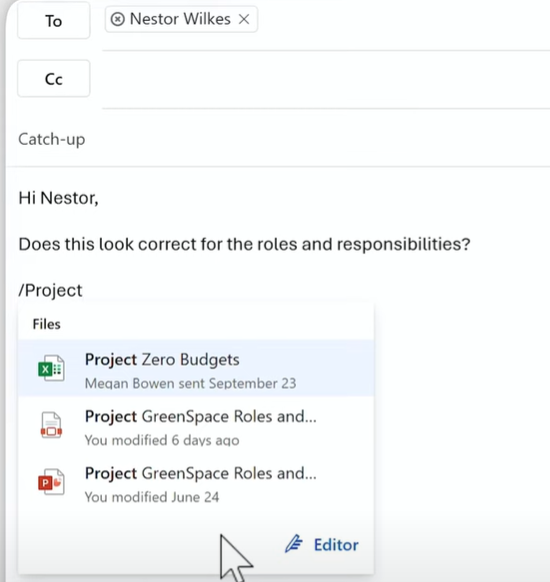 To
Nestor Wilkes
Cc
Catch-up
Hi Nestor,
Does this look correct for the roles and responsibilities?
/Project
Files
Project Zero Budgets
Megan Bowen sent September 23
Project GreenSpace Roles and...
You modified 6 days ago
Project GreenSpace Roles and...
You modified June 24
Editor